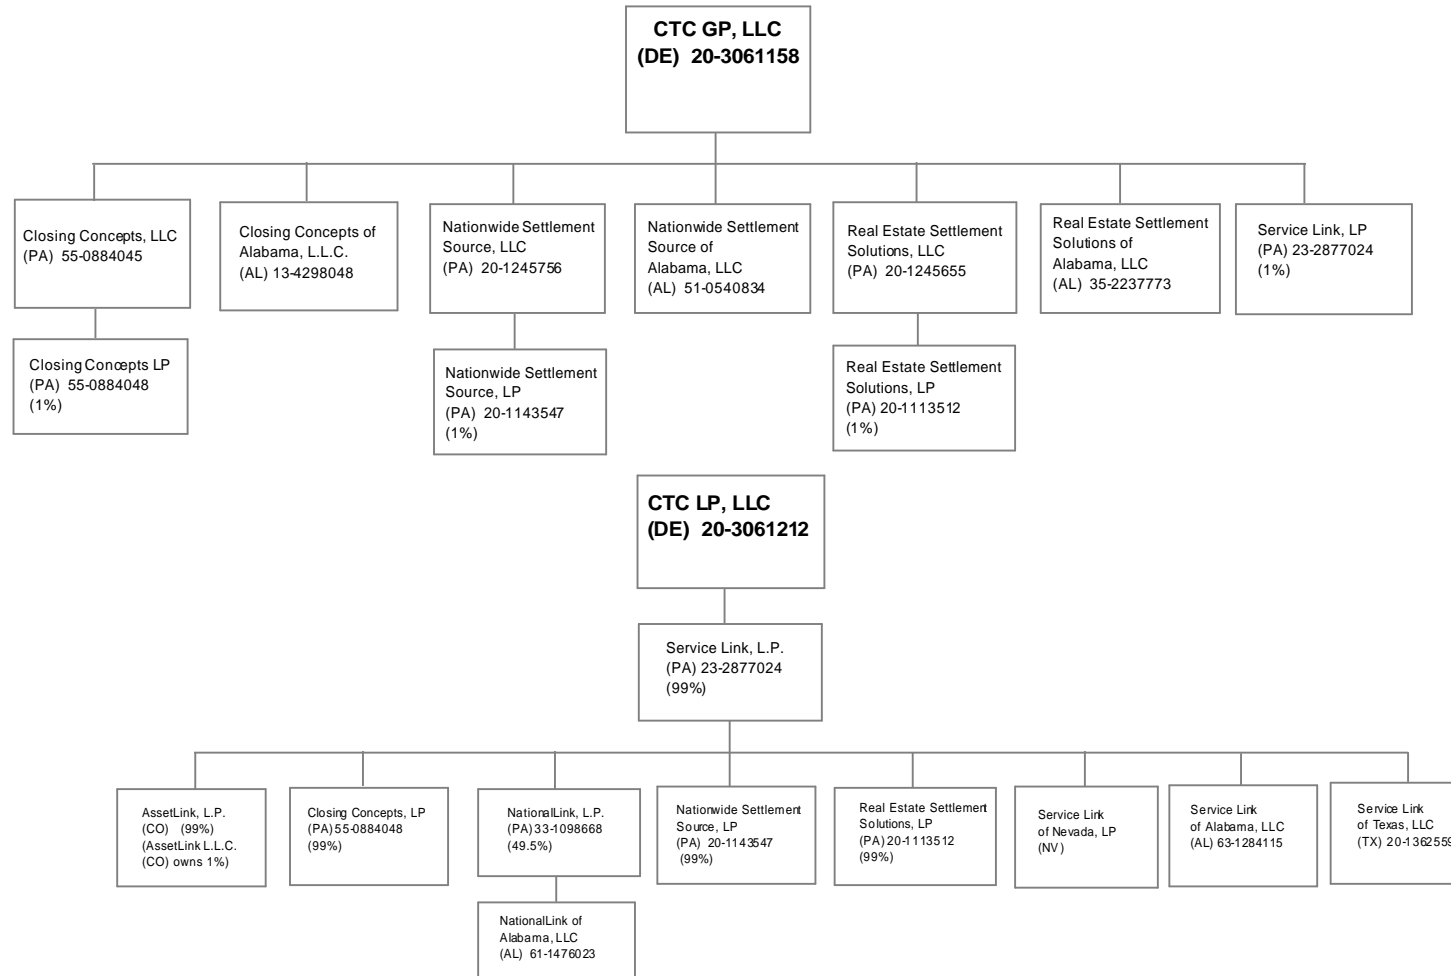 CTC GP, LLC
(DE) 20-3061158
Closing Concepts, LLC
(PA) 55-0884045
Closing Concepts of
Alabama, L.L.C.
(AL) 13-4298048
Nationwide Settlement
Source, LLC
(PA) 20-1245756
Nationwide Settlement
Source of
Alabama, LLC
(AL) 51-0540834
Real Estate Settlement
Solutions, LLC
(PA) 20-1245655
Real Estate Settlement
Solutions of
Alabama, LLC
(AL) 35-2237773
Service Link, LP
(PA) 23-2877024
(1%)
Closing Concepts LP
(PA) 55-0884048
(1%)
Nationwide Settlement
Source, LP
(PA) 20-1143547
(1%)
Real Estate Settlement
Solutions, LP
(PA) 20-1113512
(1%)
CTC LP, LLC
(DE) 20-3061212
Service Link, L.P.
(PA) 23-2877024
(99%)
AssetLink, L.P.
(CO) (99%)
(AssetLink L.L.C.
(CO) owns 1%)
Closing Concepts, LP
(PA) 55-0884048
(99%)
NationalLink, L.P.
(PA) 33-1098668
(49.5%)
Nationwide Settlement
Source, LP
(PA) 20-1143547
(99%)
Real Estate Settlement
Solutions, LP
(PA) 20-1113512
(99%)
Service Link
of Nevada, LP
(NV)
Service Link
of Alabama, LLC
(AL) 63-1284115
Service Link
of Texas, LLC
(TX) 20-1362559
NationalLink of
Alabama, LLC
(AL) 61-1476023